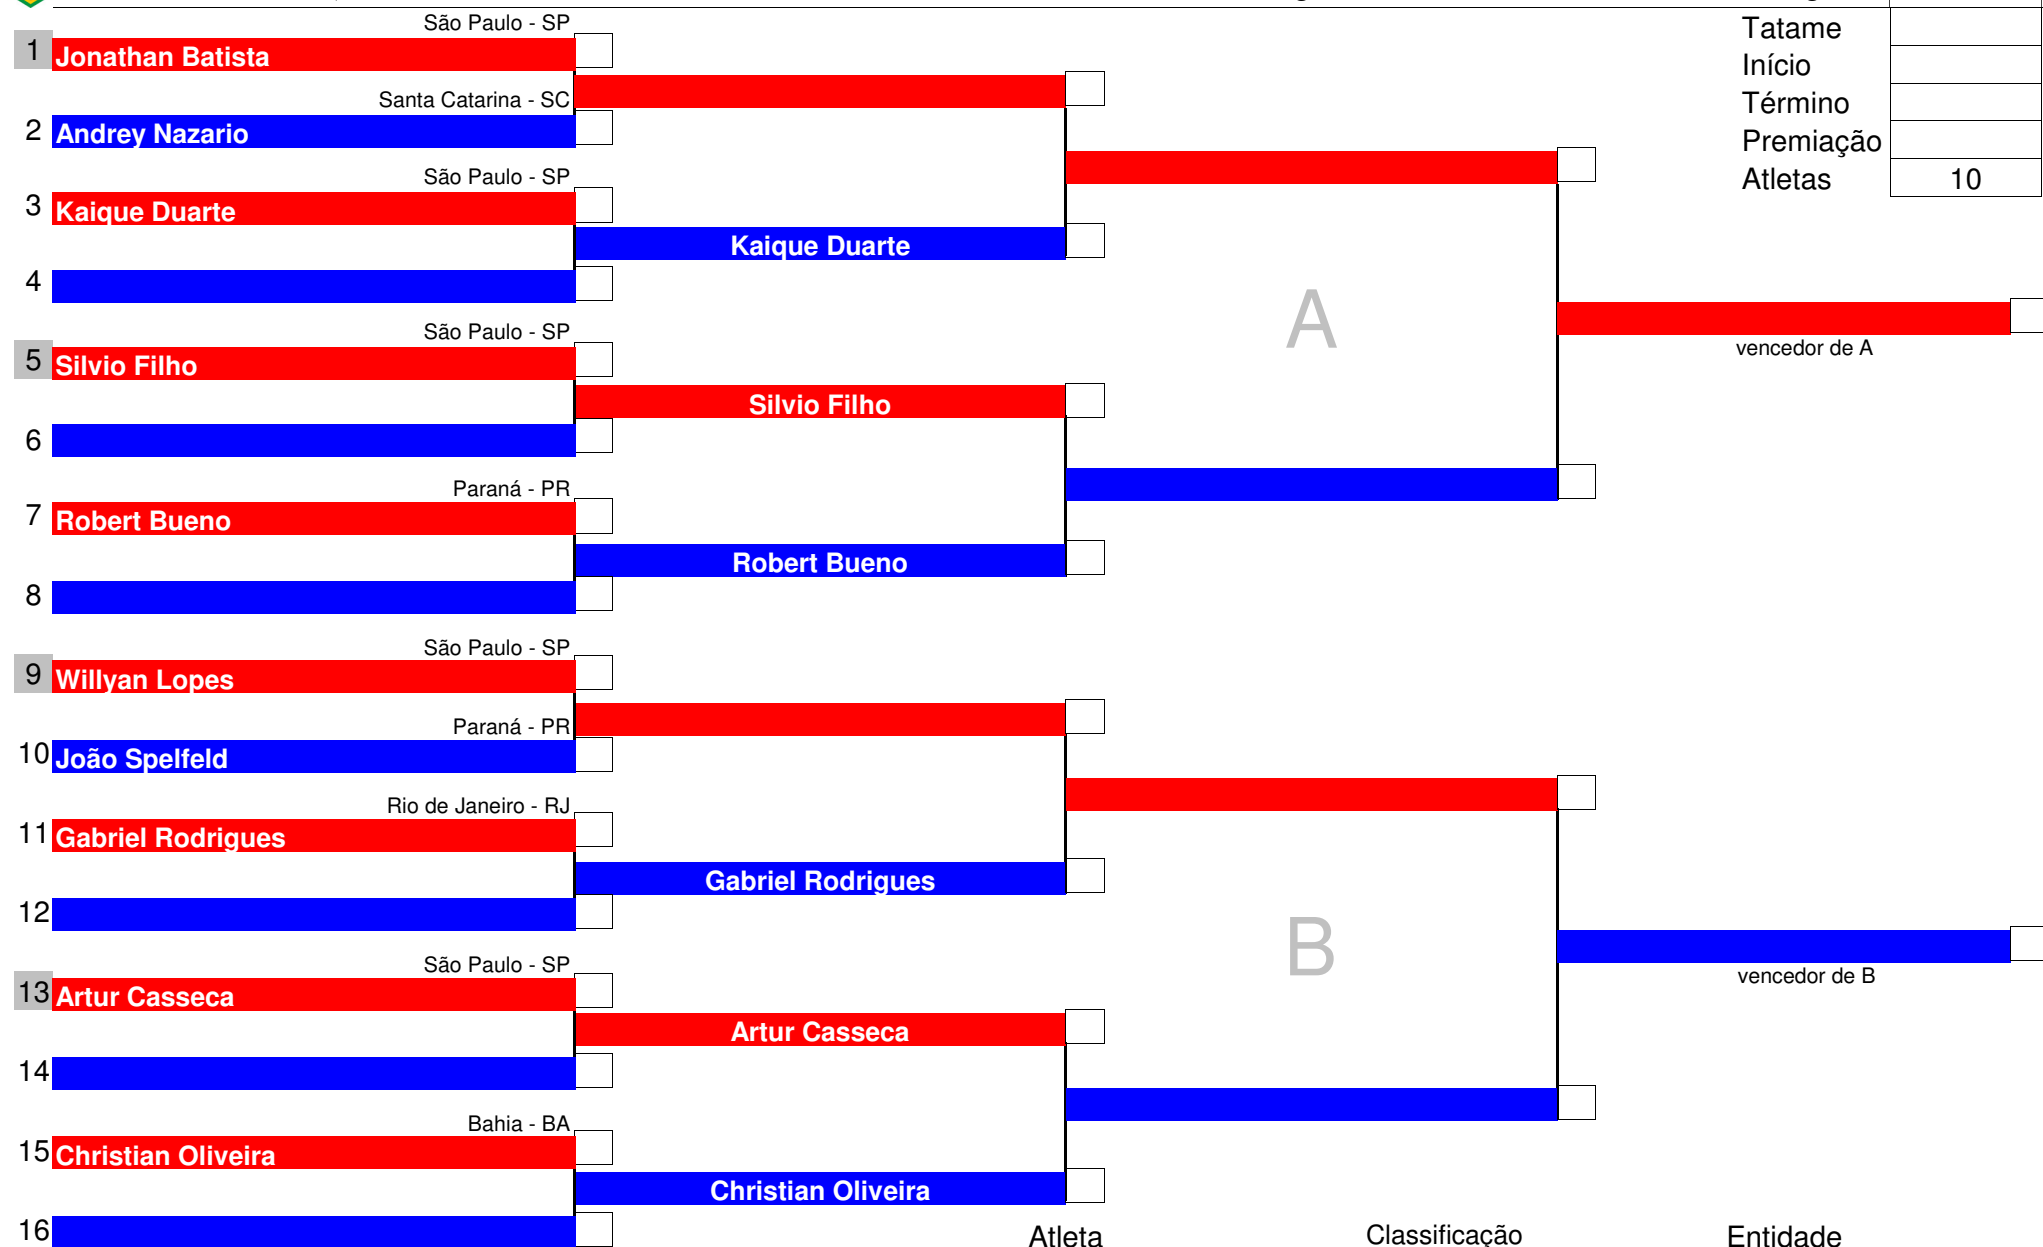 São Paulo - SP
1 Jonathan Batista
Santa Catarina - SC
2 Andrey Nazario
São Paulo - SP
3 Kaique Duarte
Kaique Duarte
4
São Paulo - SP
5 Silvio Filho
Silvio Filho
6
Paraná - PR
7 Robert Bueno
Robert Bueno
8
São Paulo - SP
9 Willyan Lopes
Paraná - PR
10 João Spelfeld
Rio de Janeiro - RJ
11 Gabriel Rodrigues
Gabriel Rodrigues
12
São Paulo - SP
13 Artur Casseca
Artur Casseca
14
Bahia - BA
15 Christian Oliveira
Christian Oliveira
16
A
B
Tatame
Início
Término
Premiação
Atletas 10
vencedor de A
vencedor de B
Atleta Classificação Entidade